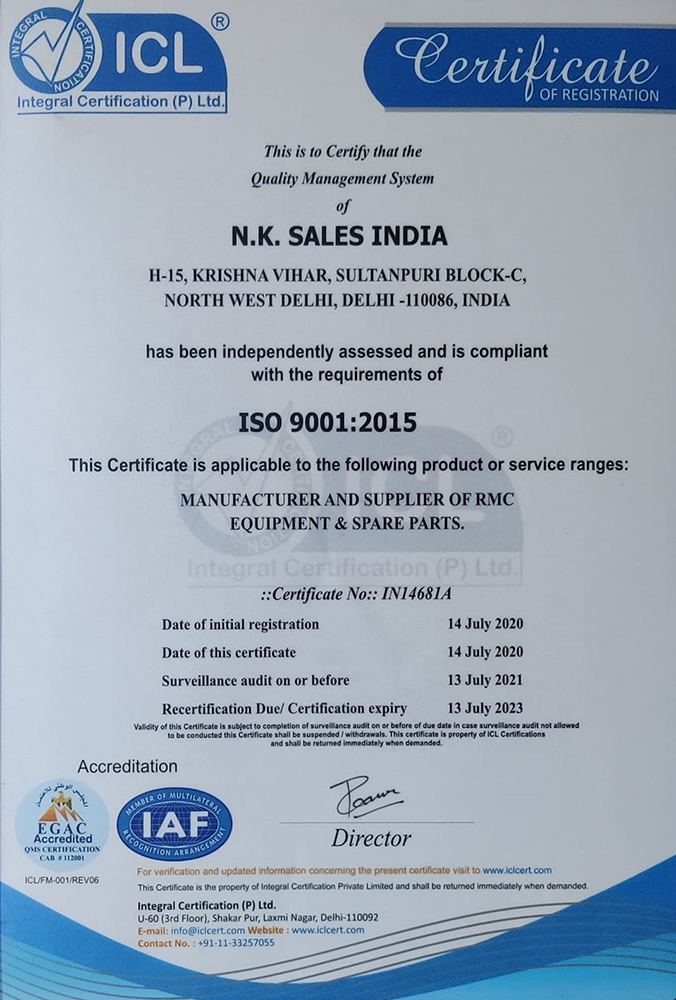 INTEGRAL CERTIFICATION
ICL ®
Integral Certification (P) Ltd.
Certificate
OF REGISTRATION
This is to Certify that the
Quality Management System
of
N.K. SALES INDIA
H-15, KRISHNA VIHAR, SULTANPURI BLOCK-C,
NORTH WEST DELHI, DELHI -110086, INDIA
has been independently assessed and is compliant
with the requirements of
ISO 9001:2015
This Certificate is applicable to the following product or service ranges:
MANUFACTURER AND SUPPLIER OF RMC
EQUIPMENT & SPARE PARTS.
INTEGRAL CERTIFICATION
ICL ®
Integral Certification (P) Ltd.
::Certificate No:: IN14681A
Date of initial registration 14 July 2020
Date of this certificate 14 July 2020
Surveillance audit on or before 13 July 2021
Recertification Due/ Certification expiry 13 July 2023
Validity of this Certificate is subject to completion of surveillance audit on or before of due date in case surveillance audit not allowed
to be conducted this Certificate shall be suspended / withdrawals. This certificate is property of ICL Certifications
and shall be returned immediately when demanded.
Accreditation
EGAC
Accredited
QMS CERTIFICATION
CAB # 112001
MEMBER OF MULTILATERAL
IAF
RECOGNITION ARRANGEMENT
Director
ICL/FM-001/REV06
For verification and updated information concerning the present certificate visit to www.iclcert.com
This Certificate is the property of Integral Certification Private Limited and shall be returned immediately when demanded.
Integral Certification (P) Ltd.
U-60 (3rd Floor), Shakar Pur, Laxmi Nagar, Delhi-110092
E-mail: info@iclcert.com Website : www.iclcert.com
Contact No. : +91-11-33257055